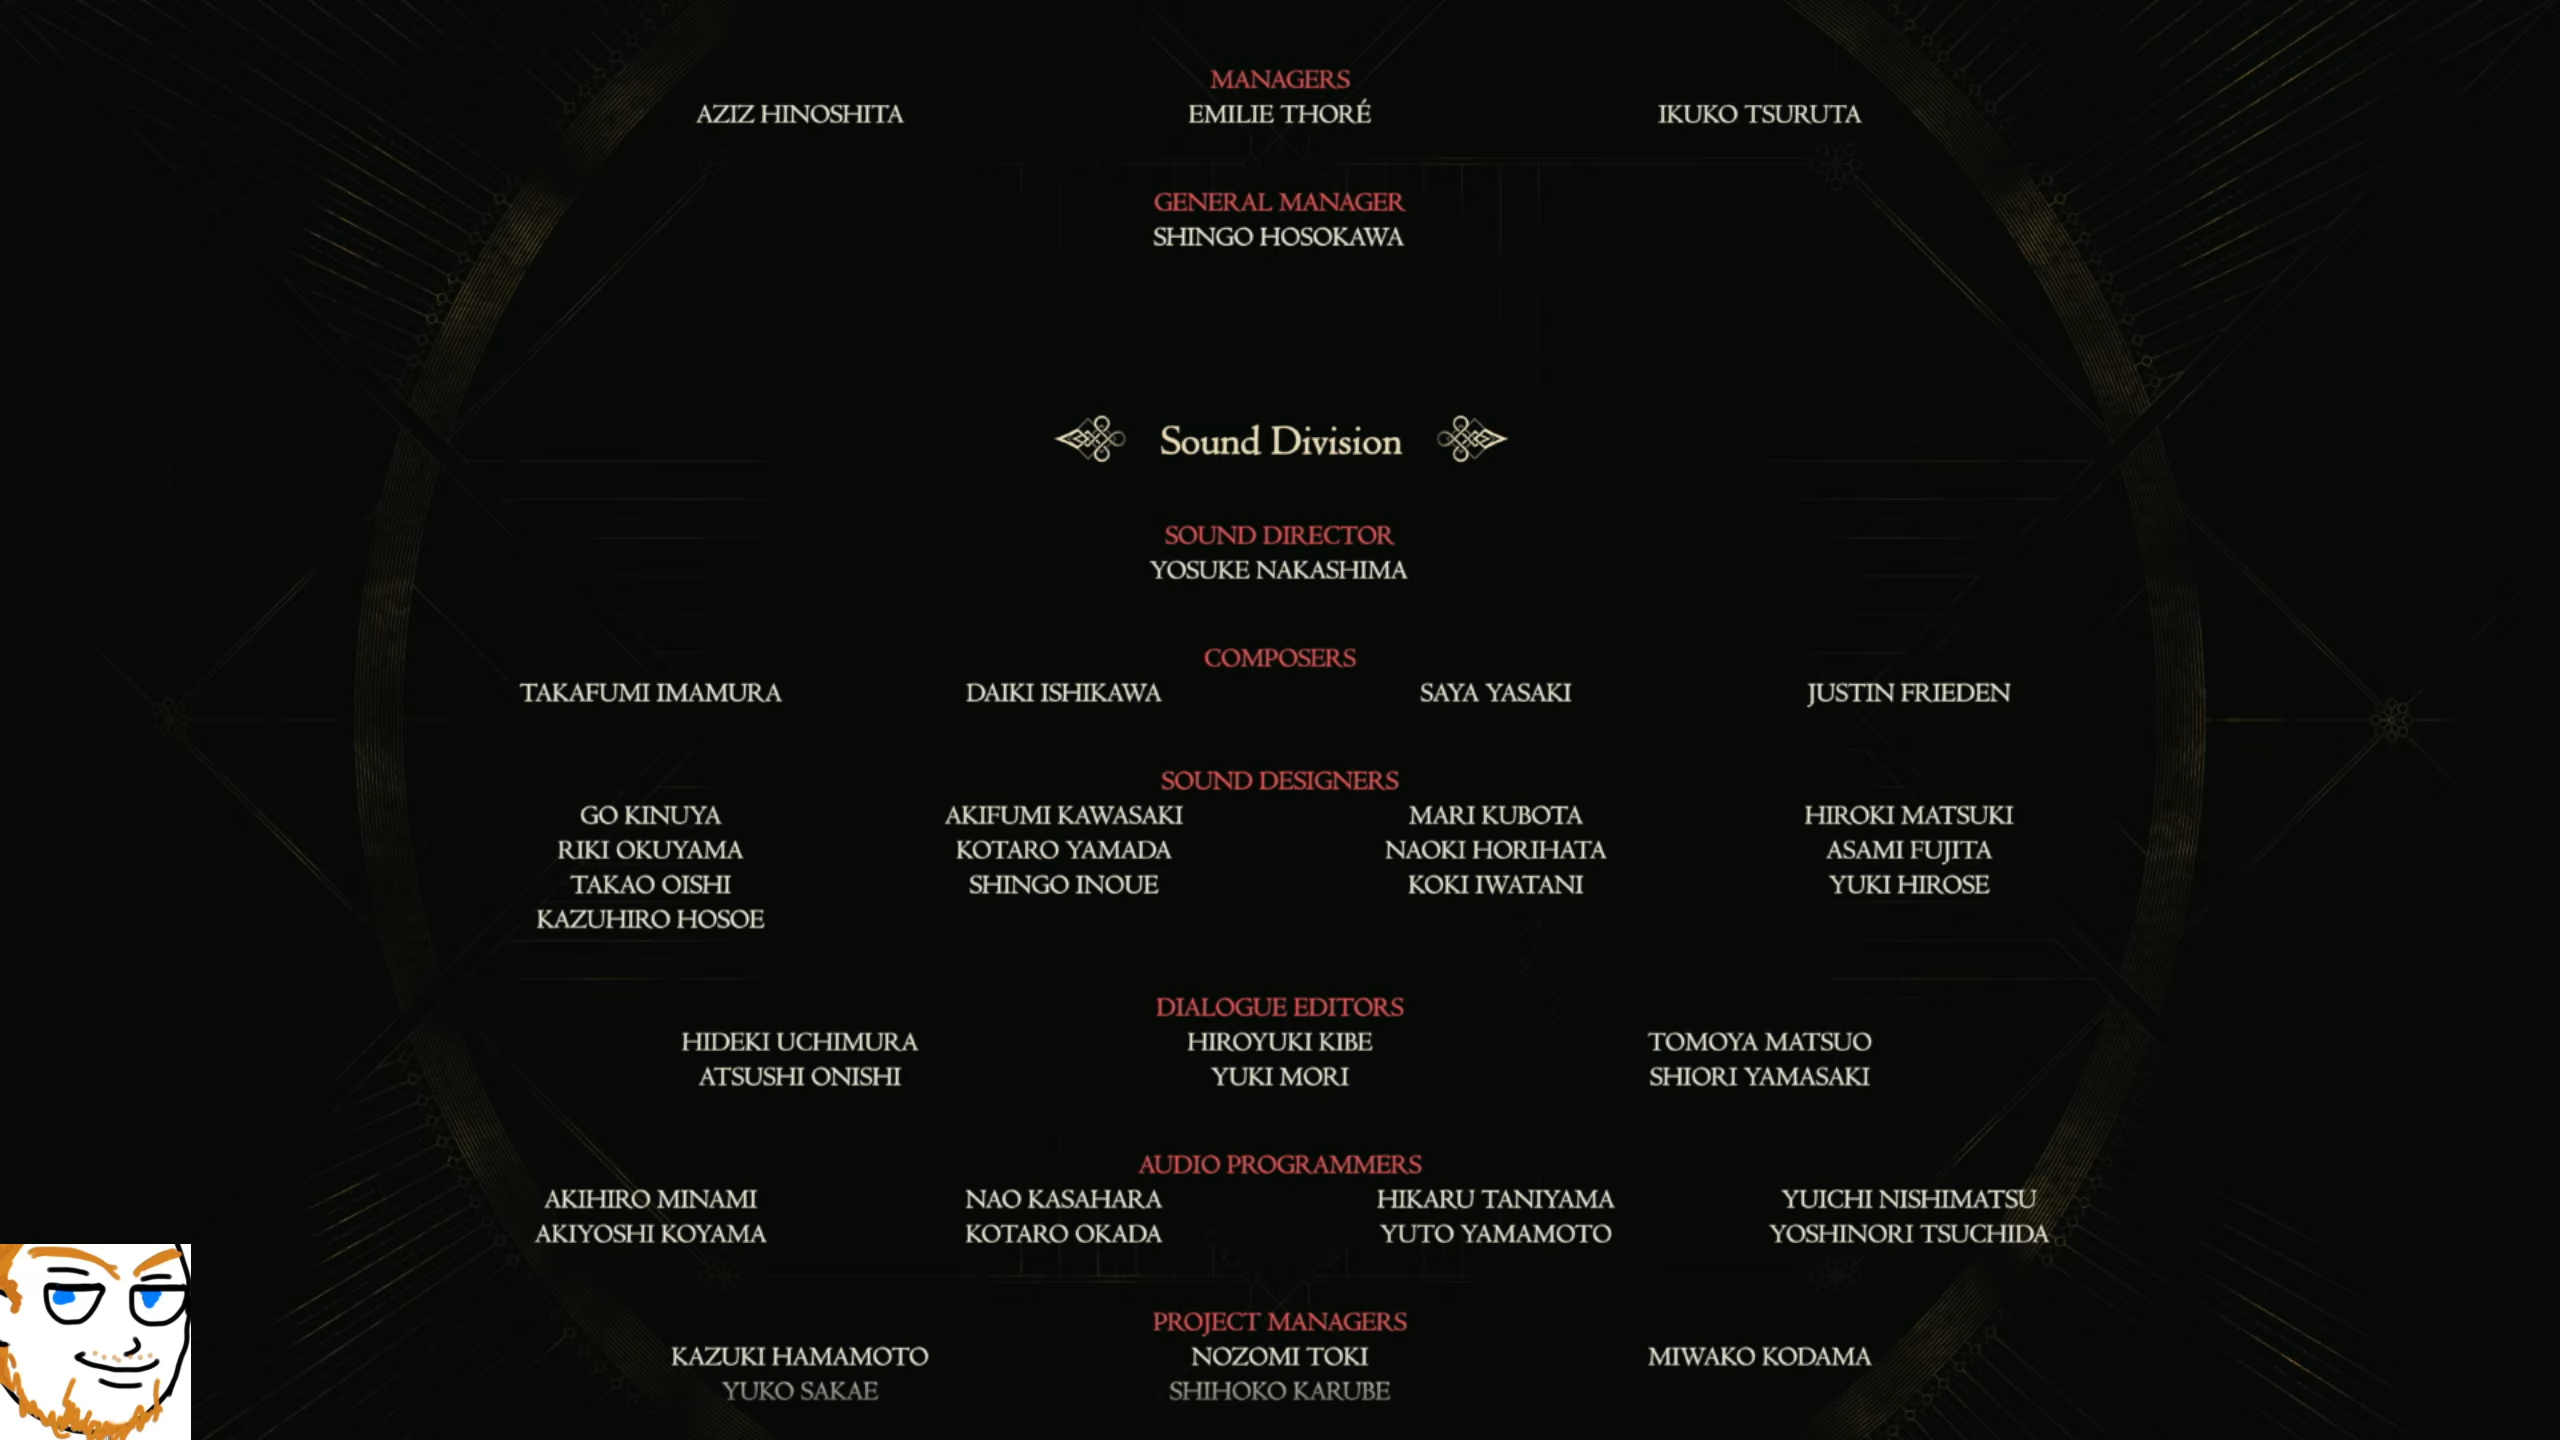 MANAGERS
AZIZ HINOSHITA EMILIE THORÉ IKUKO TSURUTA
GENERAL MANAGER
SHINGO HOSOKAWA
Sound Division
SOUND DIRECTOR
YOSUKE NAKASHIMA
COMPOSERS
TAKAFUMI IMAMURA DAIKI ISHIKAWA SAYA YASAKI JUSTIN FRIEDEN
SOUND DESIGNERS
GO KINUYA AKIFUMI KAWASAKI MARI KUBOTA HIROKI MATSUKI
RIKI OKUYAMA KOTARO YAMADA NAOKI HORIHATA ASAMI FUJITA
TAKAO OISHI SHINGO INOUE KOKI IWATANI YUKI HIROSE
KAZUHIRO HOSOE
DIALOGUE EDITORS
HIDEKI UCHIMURA HIROYUKI KIBE TOMOYA MATSUO
ATSUSHI ONISHI YUKI MORI SHIORI YAMASAKI
AUDIO PROGRAMMERS
AKIHIRO MINAMI NAO KASAHARA HIKARU TANIYAMA YUICHI NISHIMATSU
AKIYOSHI KOYAMA KOTARO OKADA YUTO YAMAMOTO YOSHINORI TSUCHIDA
PROJECT MANAGERS
KAZUKI HAMAMOTO NOZOMI TOKI MIWAKO KODAMA
YUKO SAKAE SHIHOKO KARUBE